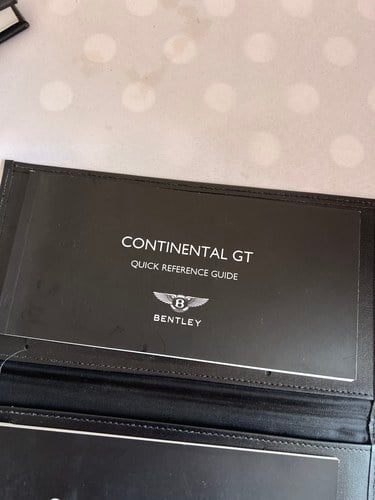 CONTINENTAL GT
QUICK REFERENCE GUIDE
B
BENTLEY